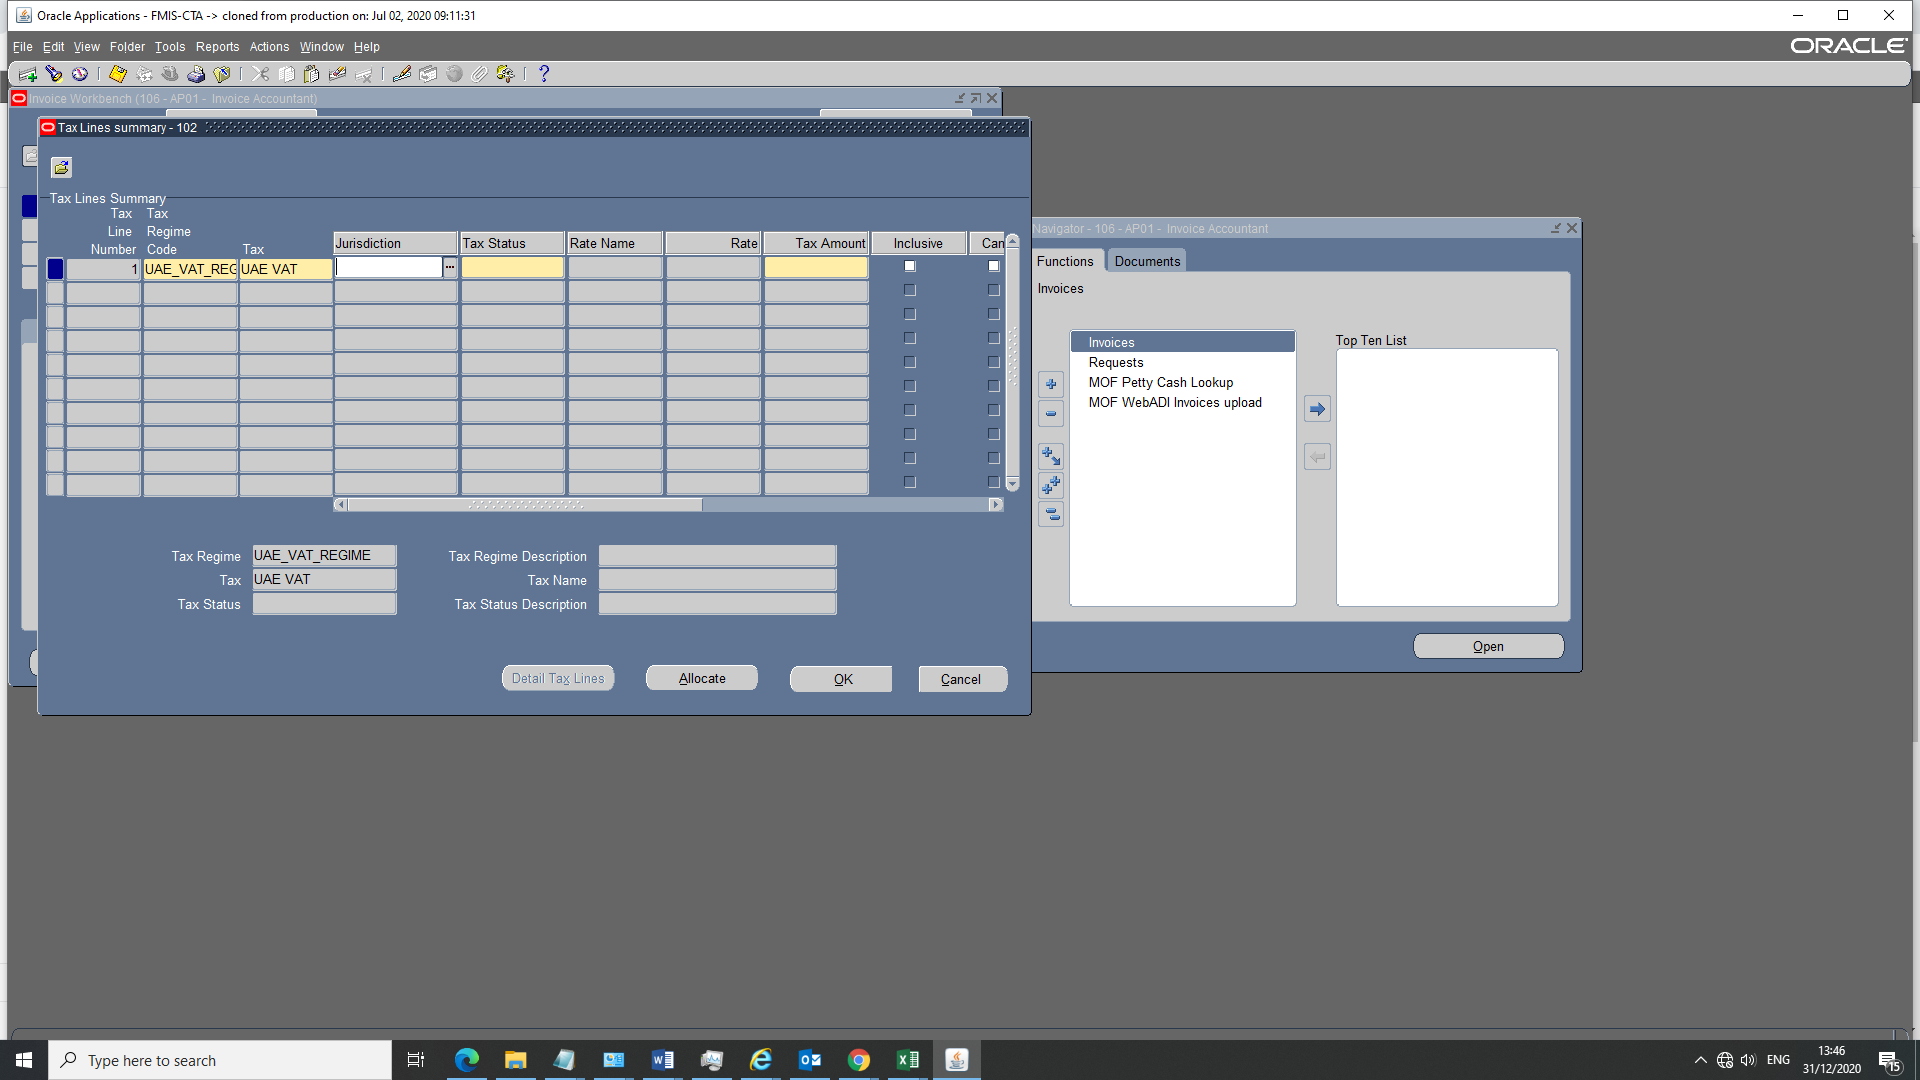 Oracle Applications - FMIS-CTA -> cloned from production on: Jul 02, 2020 09:11:31
File Edit View Folder Tools Reports Actions Window Help
ORACLE
Invoice Workbench (106 - AP01 - Invoice Accountant)
Tax Lines summary - 102
Tax Lines Summary
Tax Line Number
Tax Regime Code
Tax
Jurisdiction
Tax Status
Rate Name
Rate
Tax Amount
Inclusive
Can
1 UAE_VAT_REG UAE VAT
Tax Regime UAE_VAT_REGIME
Tax Regime Description
Tax UAE VAT
Tax Name
Tax Status
Tax Status Description
Detail Tax Lines
Allocate
OK
Cancel
Navigator - 106 - AP01 - Invoice Accountant
Functions
Documents
Invoices
Invoices
Requests
MOF Petty Cash Lookup
MOF WebADI Invoices upload
Top Ten List
Open
Type here to search
ENG
13:46
31/12/2020
15